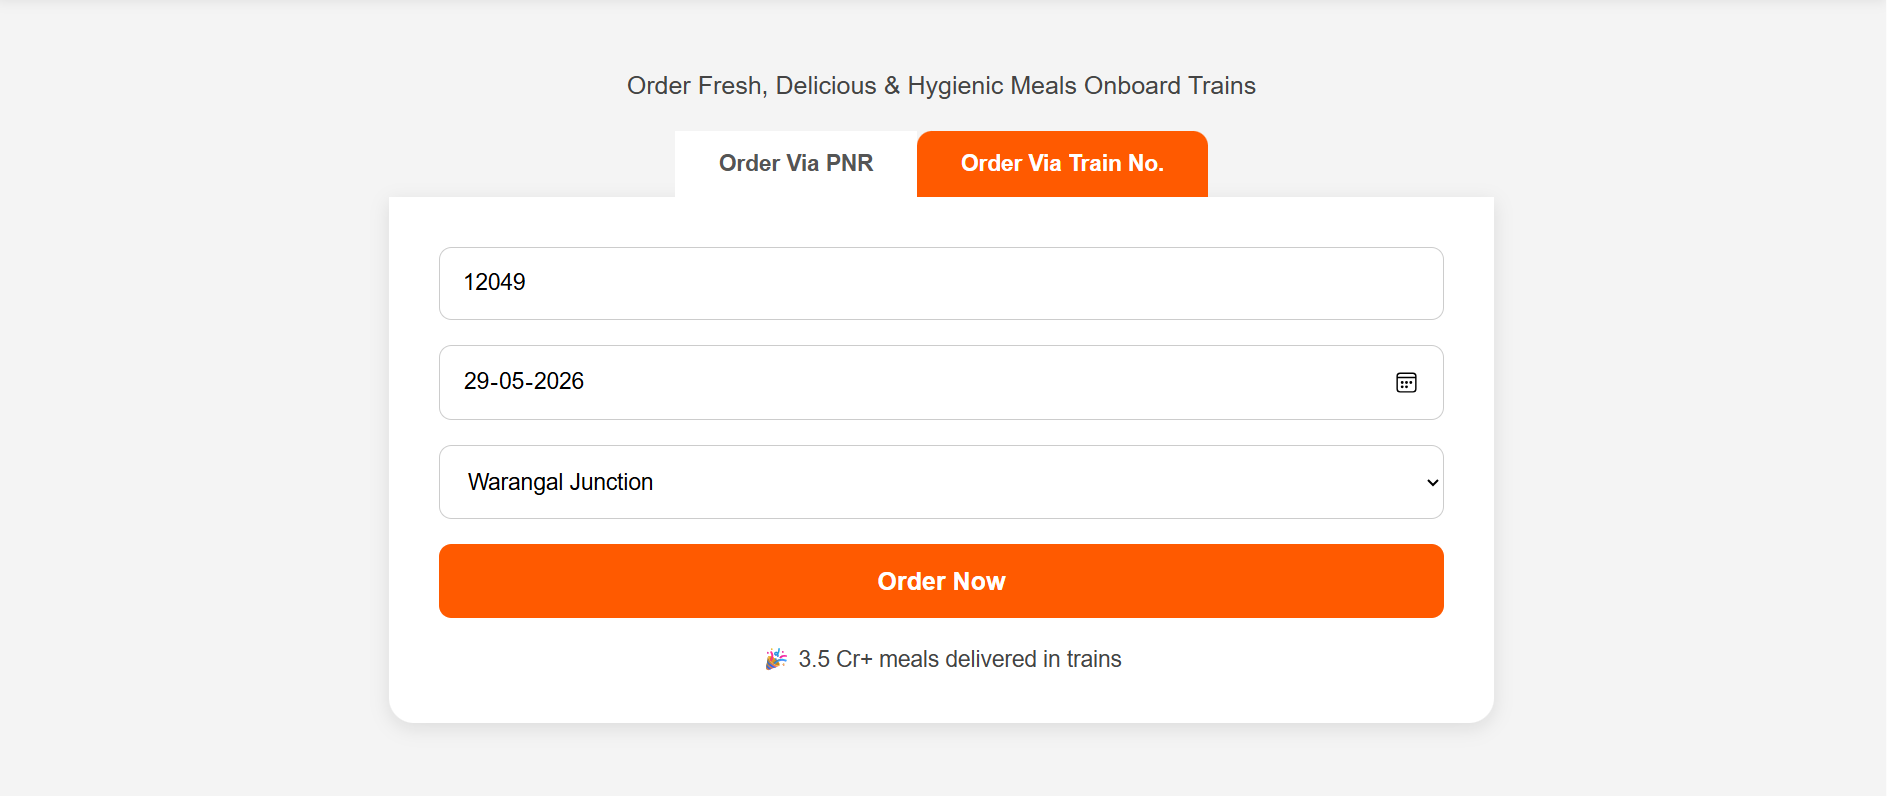 Order Fresh, Delicious & Hygienic Meals Onboard Trains
Order Via PNR
Order Via Train No.
12049
29-05-2026
Warangal Junction
Order Now
🎉 3.5 Cr+ meals delivered in trains